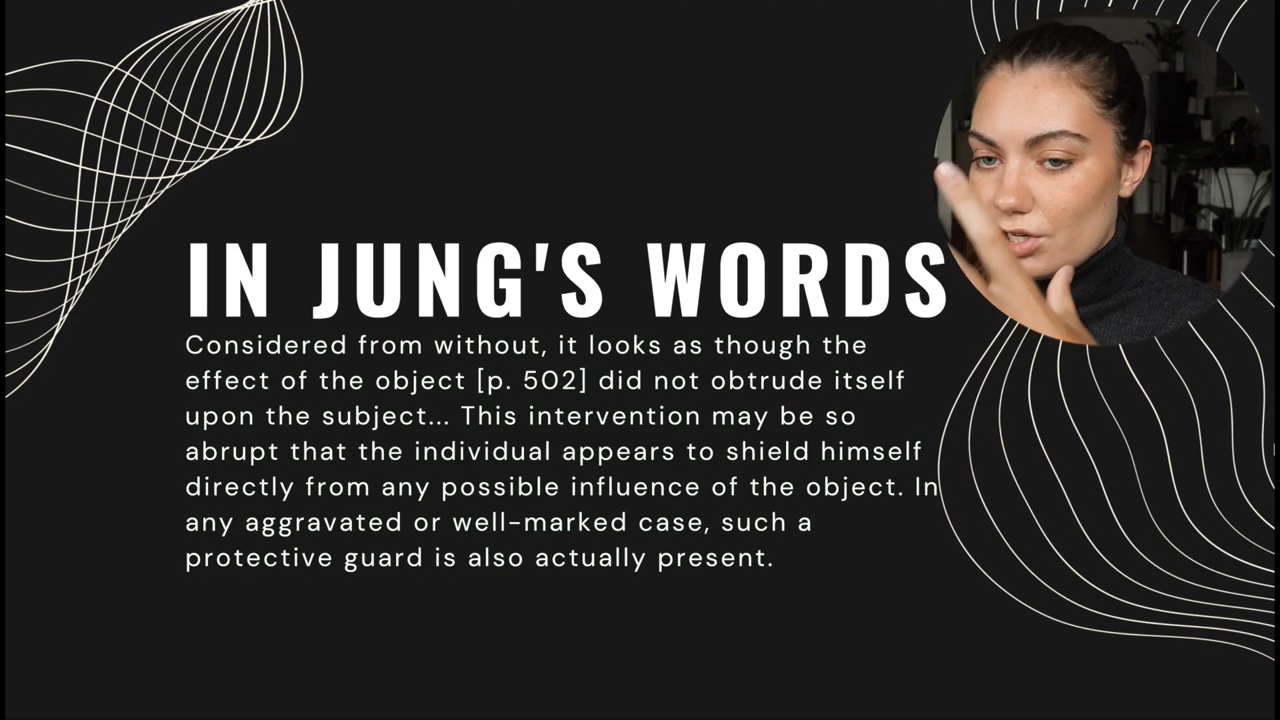 IN JUNG'S WORDS
Considered from without, it looks as though the
effect of the object [p. 502] did not obtrude itself
upon the subject... This intervention may be so
abrupt that the individual appears to shield himself
directly from any possible influence of the object. In
any aggravated or well-marked case, such a
protective guard is also actually present.